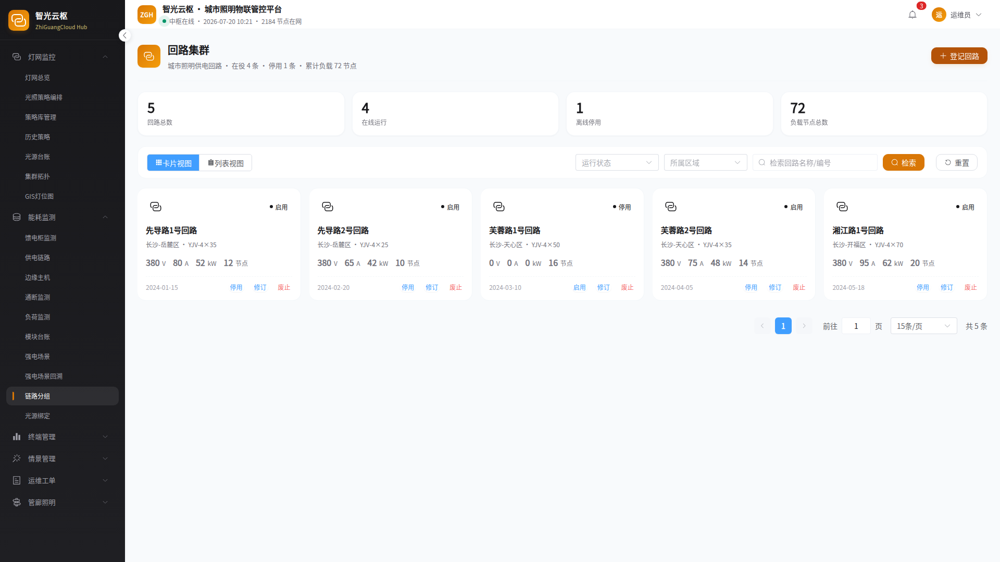 智光云枢
ZhiGuangCloud Hub
灯网监控
灯网总览
光照策略编排
策略库管理
历史策略
光源台账
集群拓扑
GIS灯位图
能耗监测
馈电柜监测
供电链路
边缘主机
通断监测
负荷监测
模块台账
强电场景
强电场景回溯
链路分组
光源绑定
终端管理
情景管理
运维工单
管廊照明
ZGH
智光云枢 • 城市照明物联管控平台
中枢在线 • 2026-07-20 10:21 • 2184 节点在网
3
运
运维员
回路集群
城市照明供电回路 • 在役 4 条 • 停用 1 条 • 累计负载 72 节点
登记回路
5
回路总数
4
在线运行
1
离线停用
72
负载节点总数
卡片视图
列表视图
运行状态
所属区域
检索回路名称/编号
检索
重置
启用
先导路1号回路
长沙-岳麓区 • YJV-4×35
380 V 80 A 52 kW 12 节点
2024-01-15 停用 修订 废止
启用
先导路2号回路
长沙-岳麓区 • YJV-4×25
380 V 65 A 42 kW 10 节点
2024-02-20 停用 修订 废止
停用
芙蓉路1号回路
长沙-天心区 • YJV-4×50
0 V 0 A 0 kW 16 节点
2024-03-10 启用 修订 废止
启用
芙蓉路2号回路
长沙-天心区 • YJV-4×35
380 V 75 A 48 kW 14 节点
2024-04-05 停用 修订 废止
启用
湘江路1号回路
长沙-开福区 • YJV-4×70
380 V 95 A 62 kW 20 节点
2024-05-18 停用 修订 废止
1 前往 1 页 15条/页 共 5 条